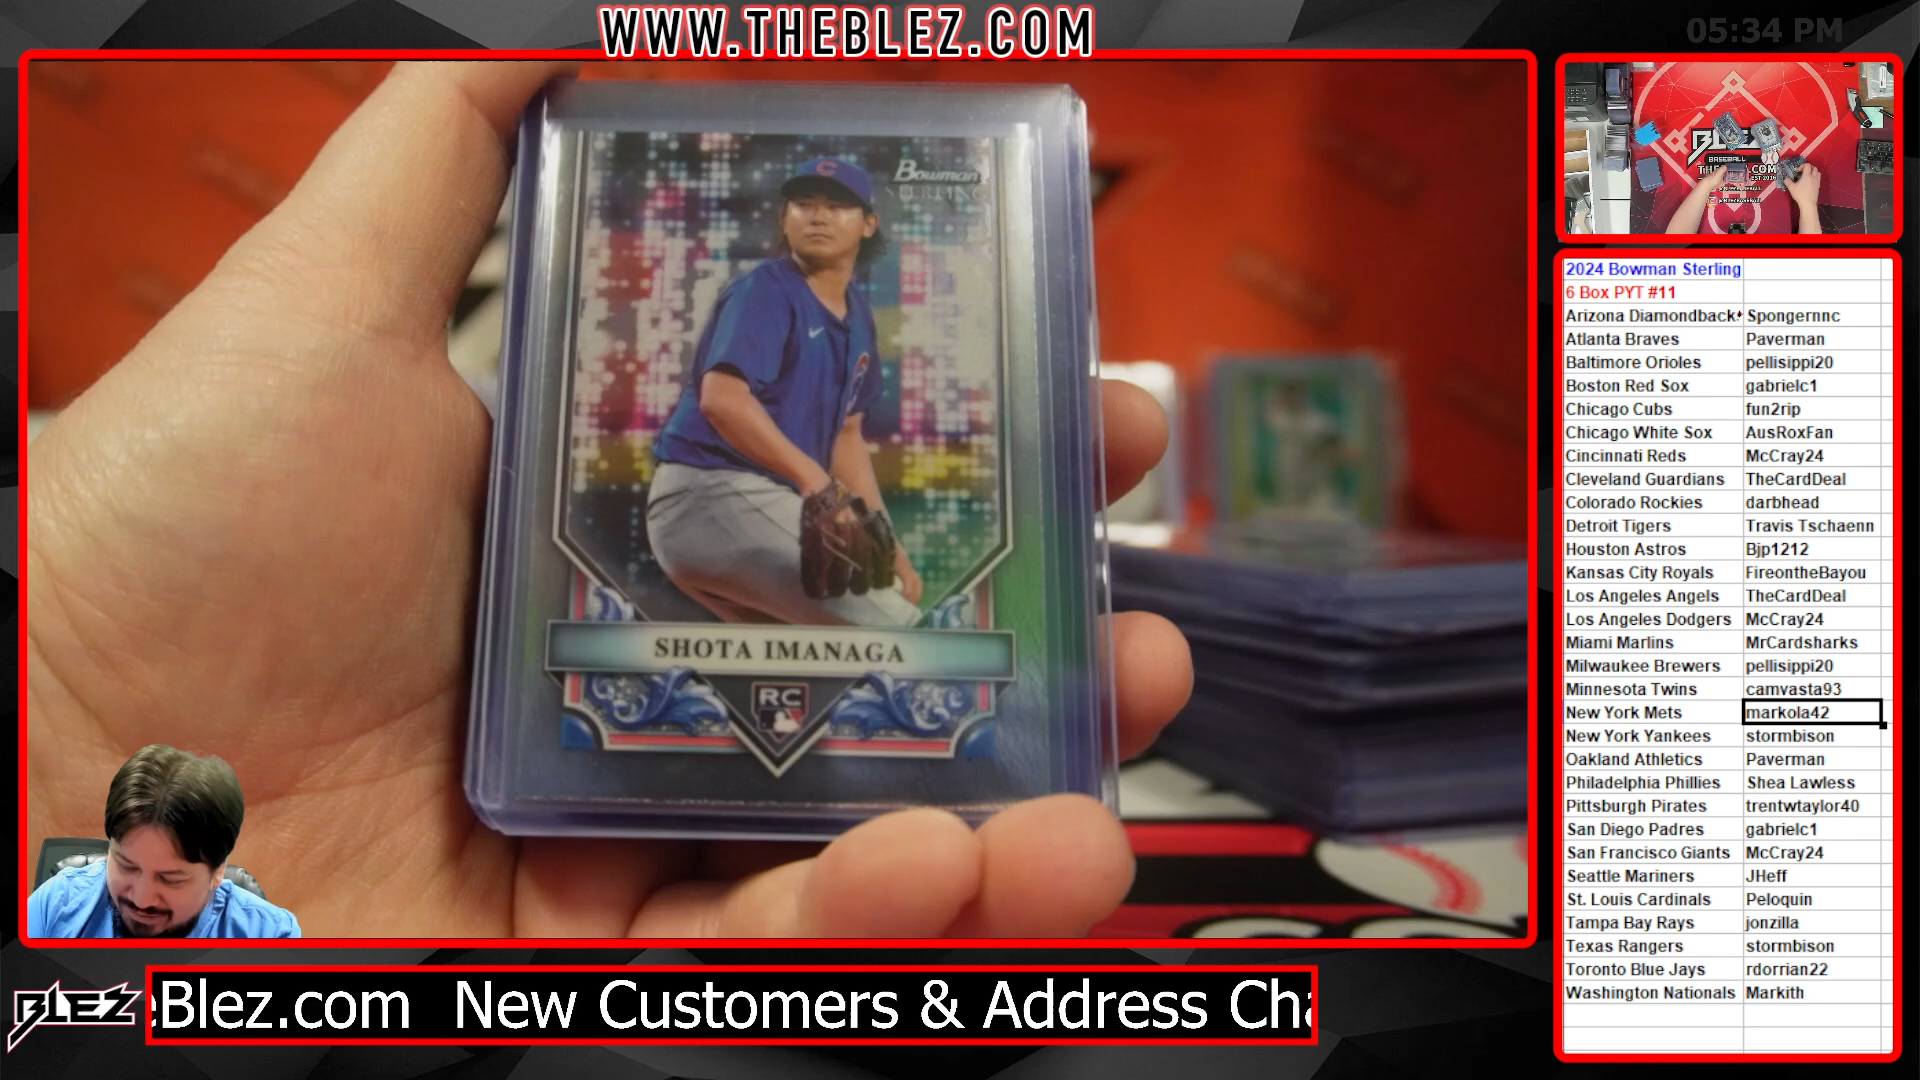 WWW.THEBLEZ.COM
05:34 PM
Bowman
STERLING
SHOTA IMANAGA
RC
BLEZ
BASEBALL
2024 Bowman Sterling
6 Box PYT #11
Arizona Diamondback Spongernnc
Atlanta Braves Paverman
Baltimore Orioles pellisippi20
Boston Red Sox gabrielc1
Chicago Cubs fun2rip
Chicago White Sox AusRoxFan
Cincinnati Reds McCray24
Cleveland Guardians TheCardDeal
Colorado Rockies darbhead
Detroit Tigers Travis Tschaenn
Houston Astros Bjp1212
Kansas City Royals FireontheBayou
Los Angeles Angels TheCardDeal
Los Angeles Dodgers McCray24
Miami Marlins MrCardsharks
Milwaukee Brewers pellisippi20
Minnesota Twins camvasta93
New York Mets markola42
New York Yankees stormbison
Oakland Athletics Paverman
Philadelphia Phillies Shea Lawless
Pittsburgh Pirates trentwtaylor40
San Diego Padres gabrielc1
San Francisco Giants McCray24
Seattle Mariners JHeff
St. Louis Cardinals Peloquin
Tampa Bay Rays jonzilla
Texas Rangers stormbison
Toronto Blue Jays rdorrian22
Washington Nationals Markith
BLEZ
eBlez.com New Customers & Address Cha